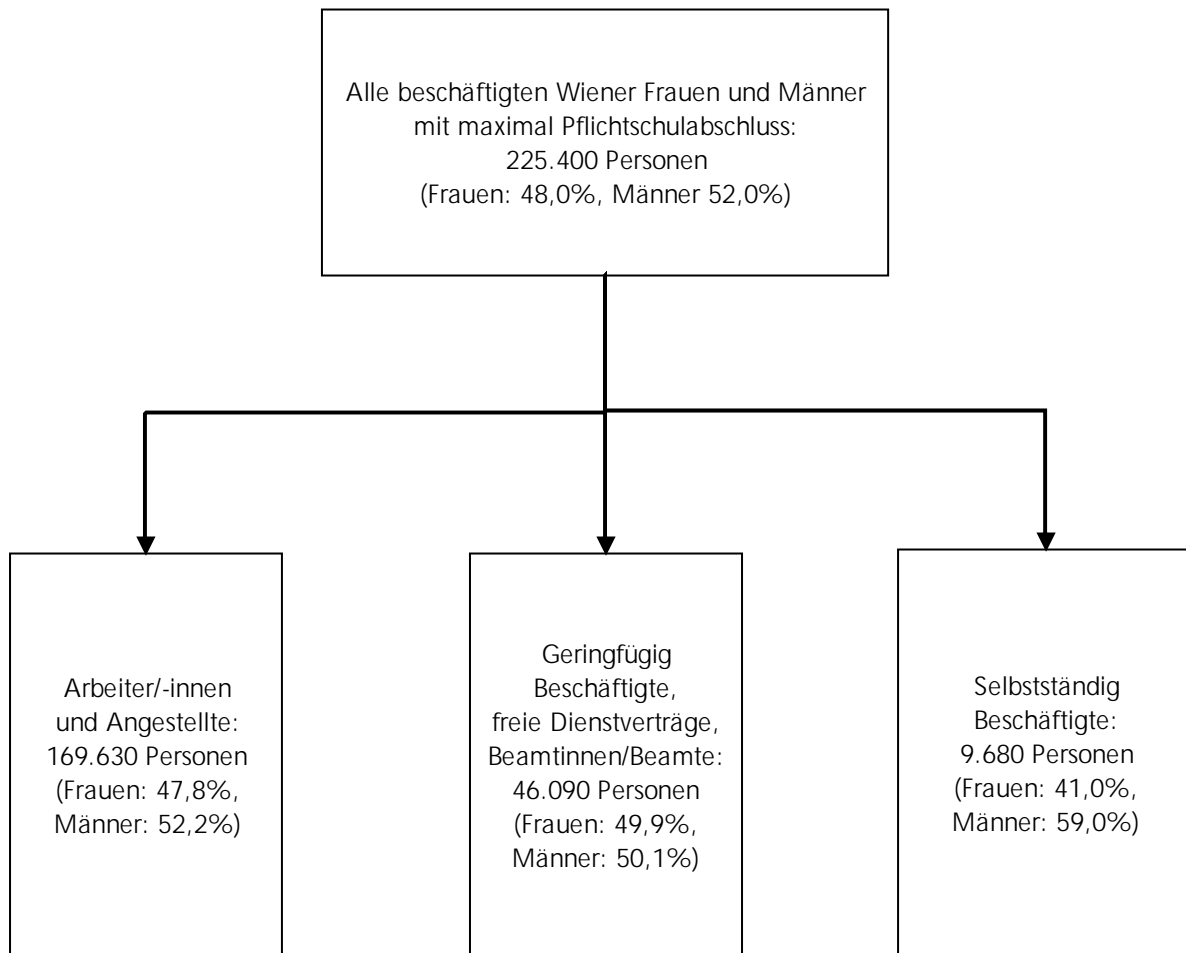 Alle beschäftigten Wiener Frauen und Männer
mit maximal Pflichtschulabschluss:
225.400 Personen
(Frauen: 48,0%, Männer 52,0%)
Arbeiter/-innen
und Angestellte:
169.630 Personen
(Frauen: 47,8%,
Männer: 52,2%)
Geringfügig
Beschäftigte,
freie Dienstverträge,
Beamtinnen/Beamte:
46.090 Personen
(Frauen: 49,9%,
Männer: 50,1%)
Selbstständig
Beschäftigte:
9.680 Personen
(Frauen: 41,0%,
Männer: 59,0%)